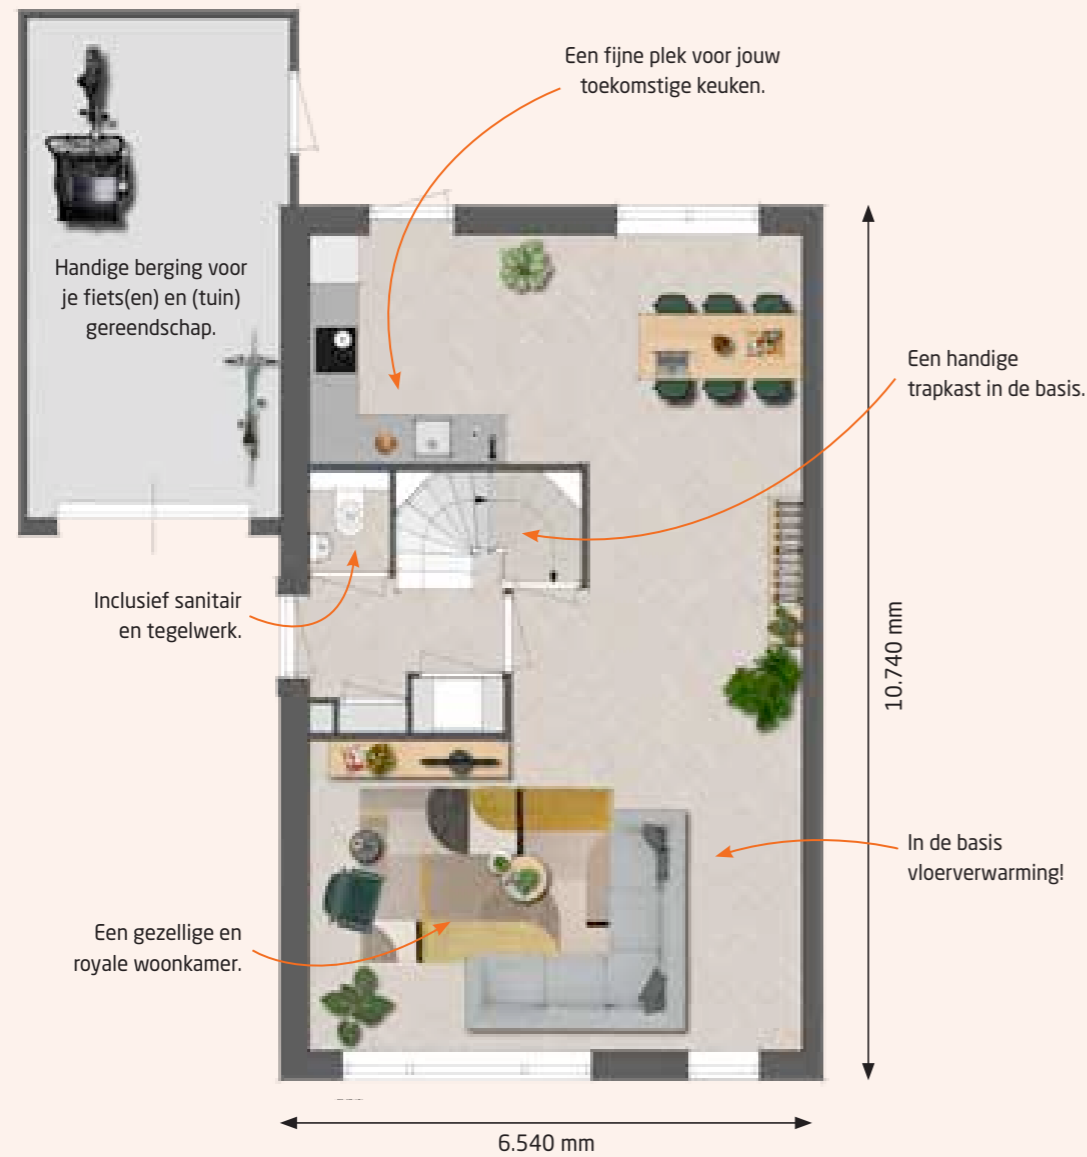 Een fijne plek voor jouw
toekomstige keuken.
Handige berging voor
je fiets(en) en (tuin)
gereendschap.
Een handige
trapkast in de basis.
Inclusief sanitair
en tegelwerk.
10.740 mm
In de basis
vloerverwarming!
Een gezellige en
royale woonkamer.
6.540 mm